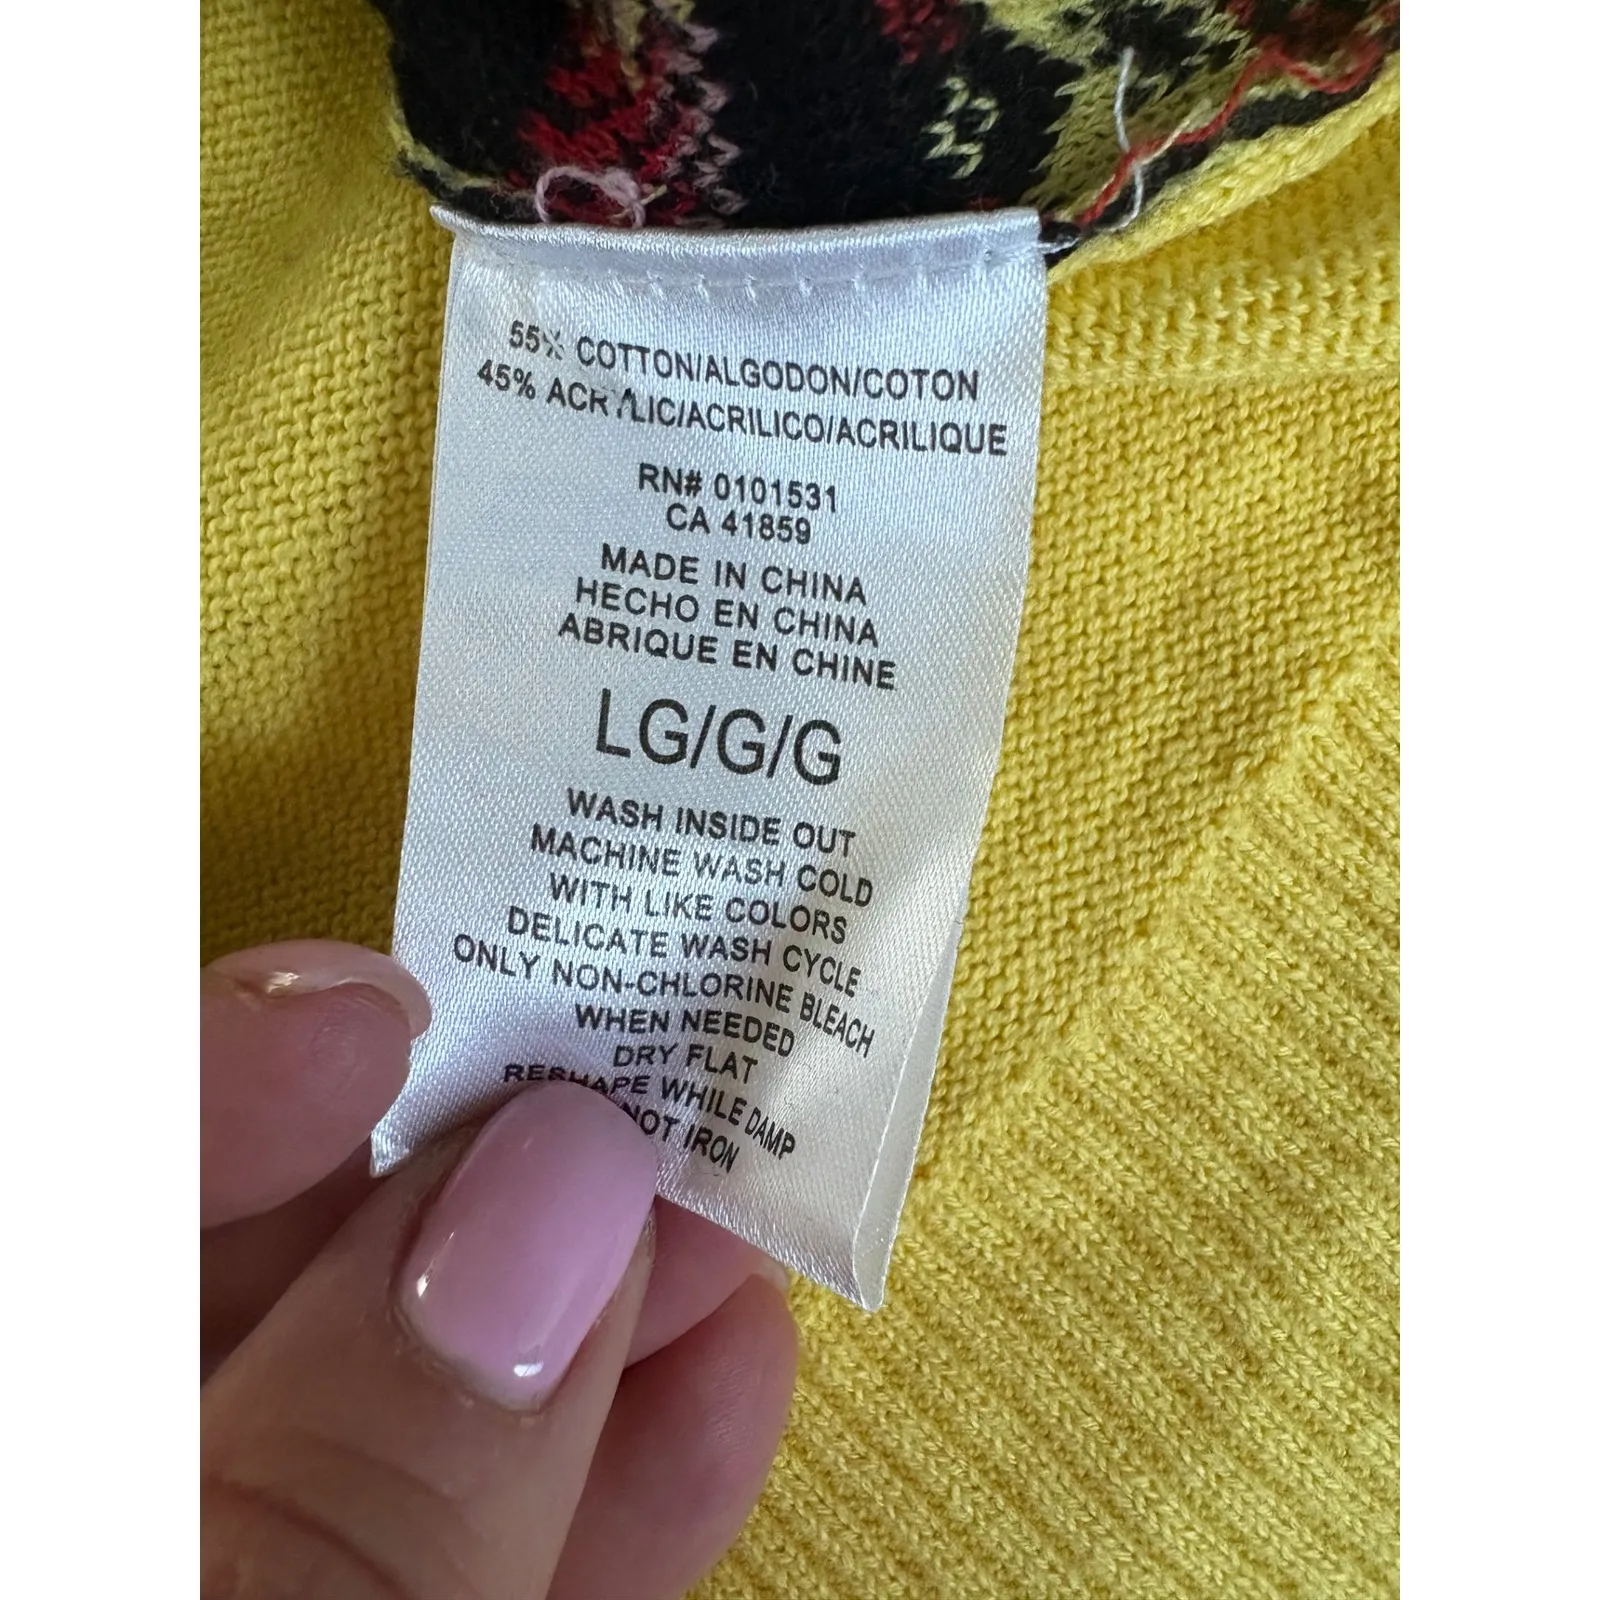 55% COTTON/ALGODON/COTON
45% ACRYLIC/ACRILICO/ACRILIQUE
RN# 0101531
CA 41859
MADE IN CHINA
HECHO EN CHINA
ABRIQUE EN CHINE
LG/G/G
WASH INSIDE OUT
MACHINE WASH COLD
WITH LIKE COLORS
DELICATE WASH CYCLE
ONLY NON-CHLORINE BLEACH
WHEN NEEDED
DRY FLAT
RESHAPE WHILE DAMP
NOT IRON